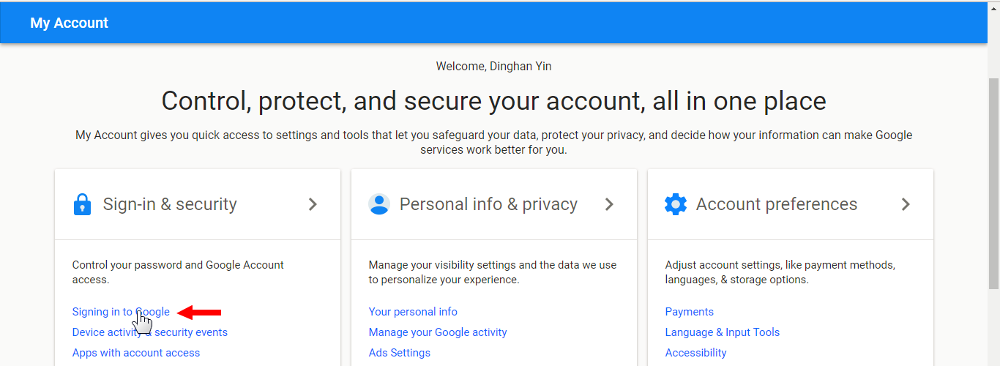 My Account
Welcome, Dinghan Yin
Control, protect, and secure your account, all in one place
My Account gives you quick access to settings and tools that let you safeguard your data, protect your privacy, and decide how your information can make Google
services work better for you.
Sign-in & security
Control your password and Google Account
access.
Signing in to Google
Device activity & security events
Apps with account access
Personal info & privacy
Manage your visibility settings and the data we use
to personalize your experience.
Your personal info
Manage your Google activity
Ads Settings
Account preferences
Adjust account settings, like payment methods,
languages, & storage options.
Payments
Language & Input Tools
Accessibility